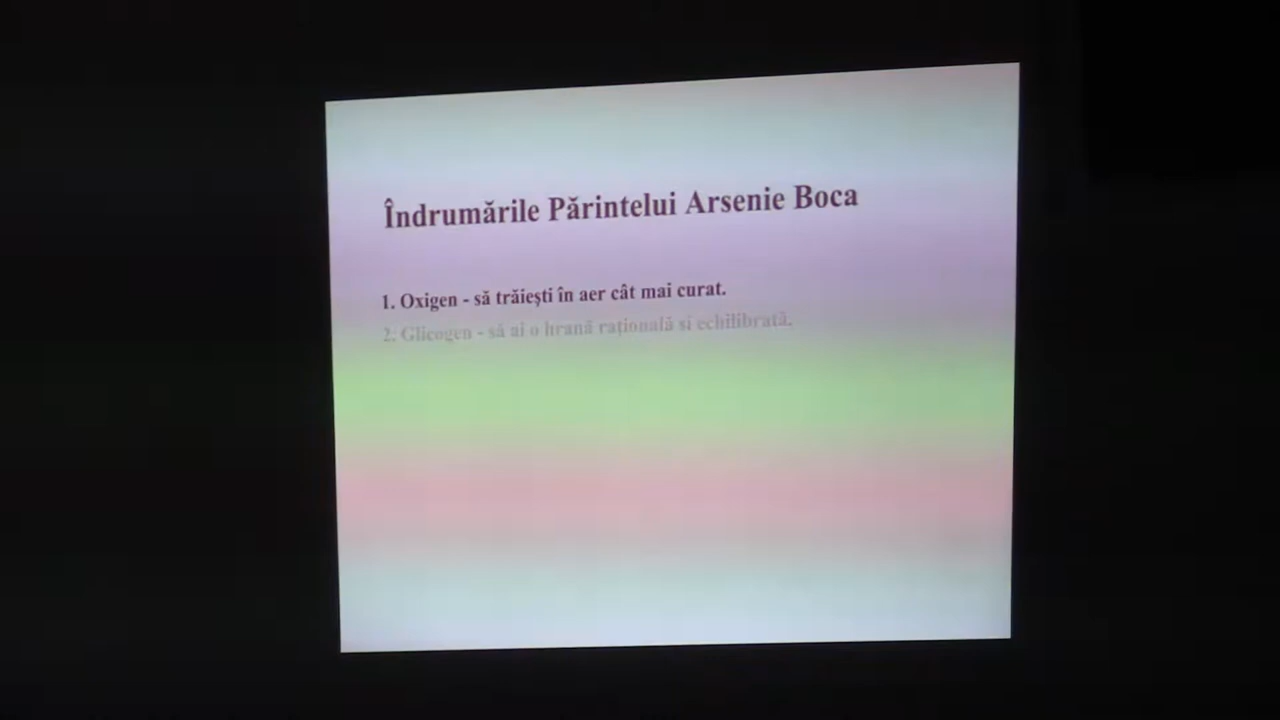 Îndrumările Părintelui Arsenie Boca
1. Oxigen - să trăiești în aer cât mai curat.
2. Glicogen - să ai o hrană rațională si echilibrată.